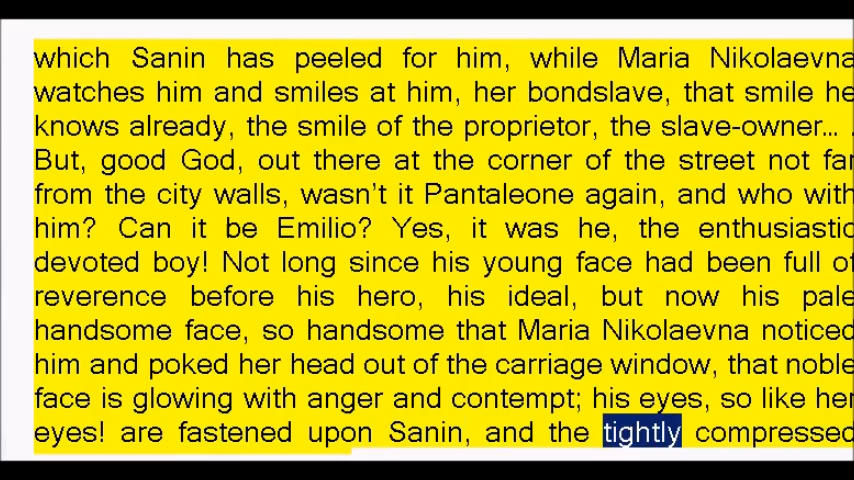 which Sanin has peeled for him, while Maria Nikolaevna
watches him and smiles at him, her bondslave, that smile he
knows already, the smile of the proprietor, the slave-owner... .
But, good God, out there at the corner of the street not far
from the city walls, wasn't it Pantaleone again, and who with
him? Can it be Emilio? Yes, it was he, the enthusiastic
devoted boy! Not long since his young face had been full of
reverence before his hero, his ideal, but now his pale
handsome face, so handsome that Maria Nikolaevna noticed
him and poked her head out of the carriage window, that noble
face is glowing with anger and contempt; his eyes, so like her
eyes! are fastened upon Sanin, and the tightly compressed